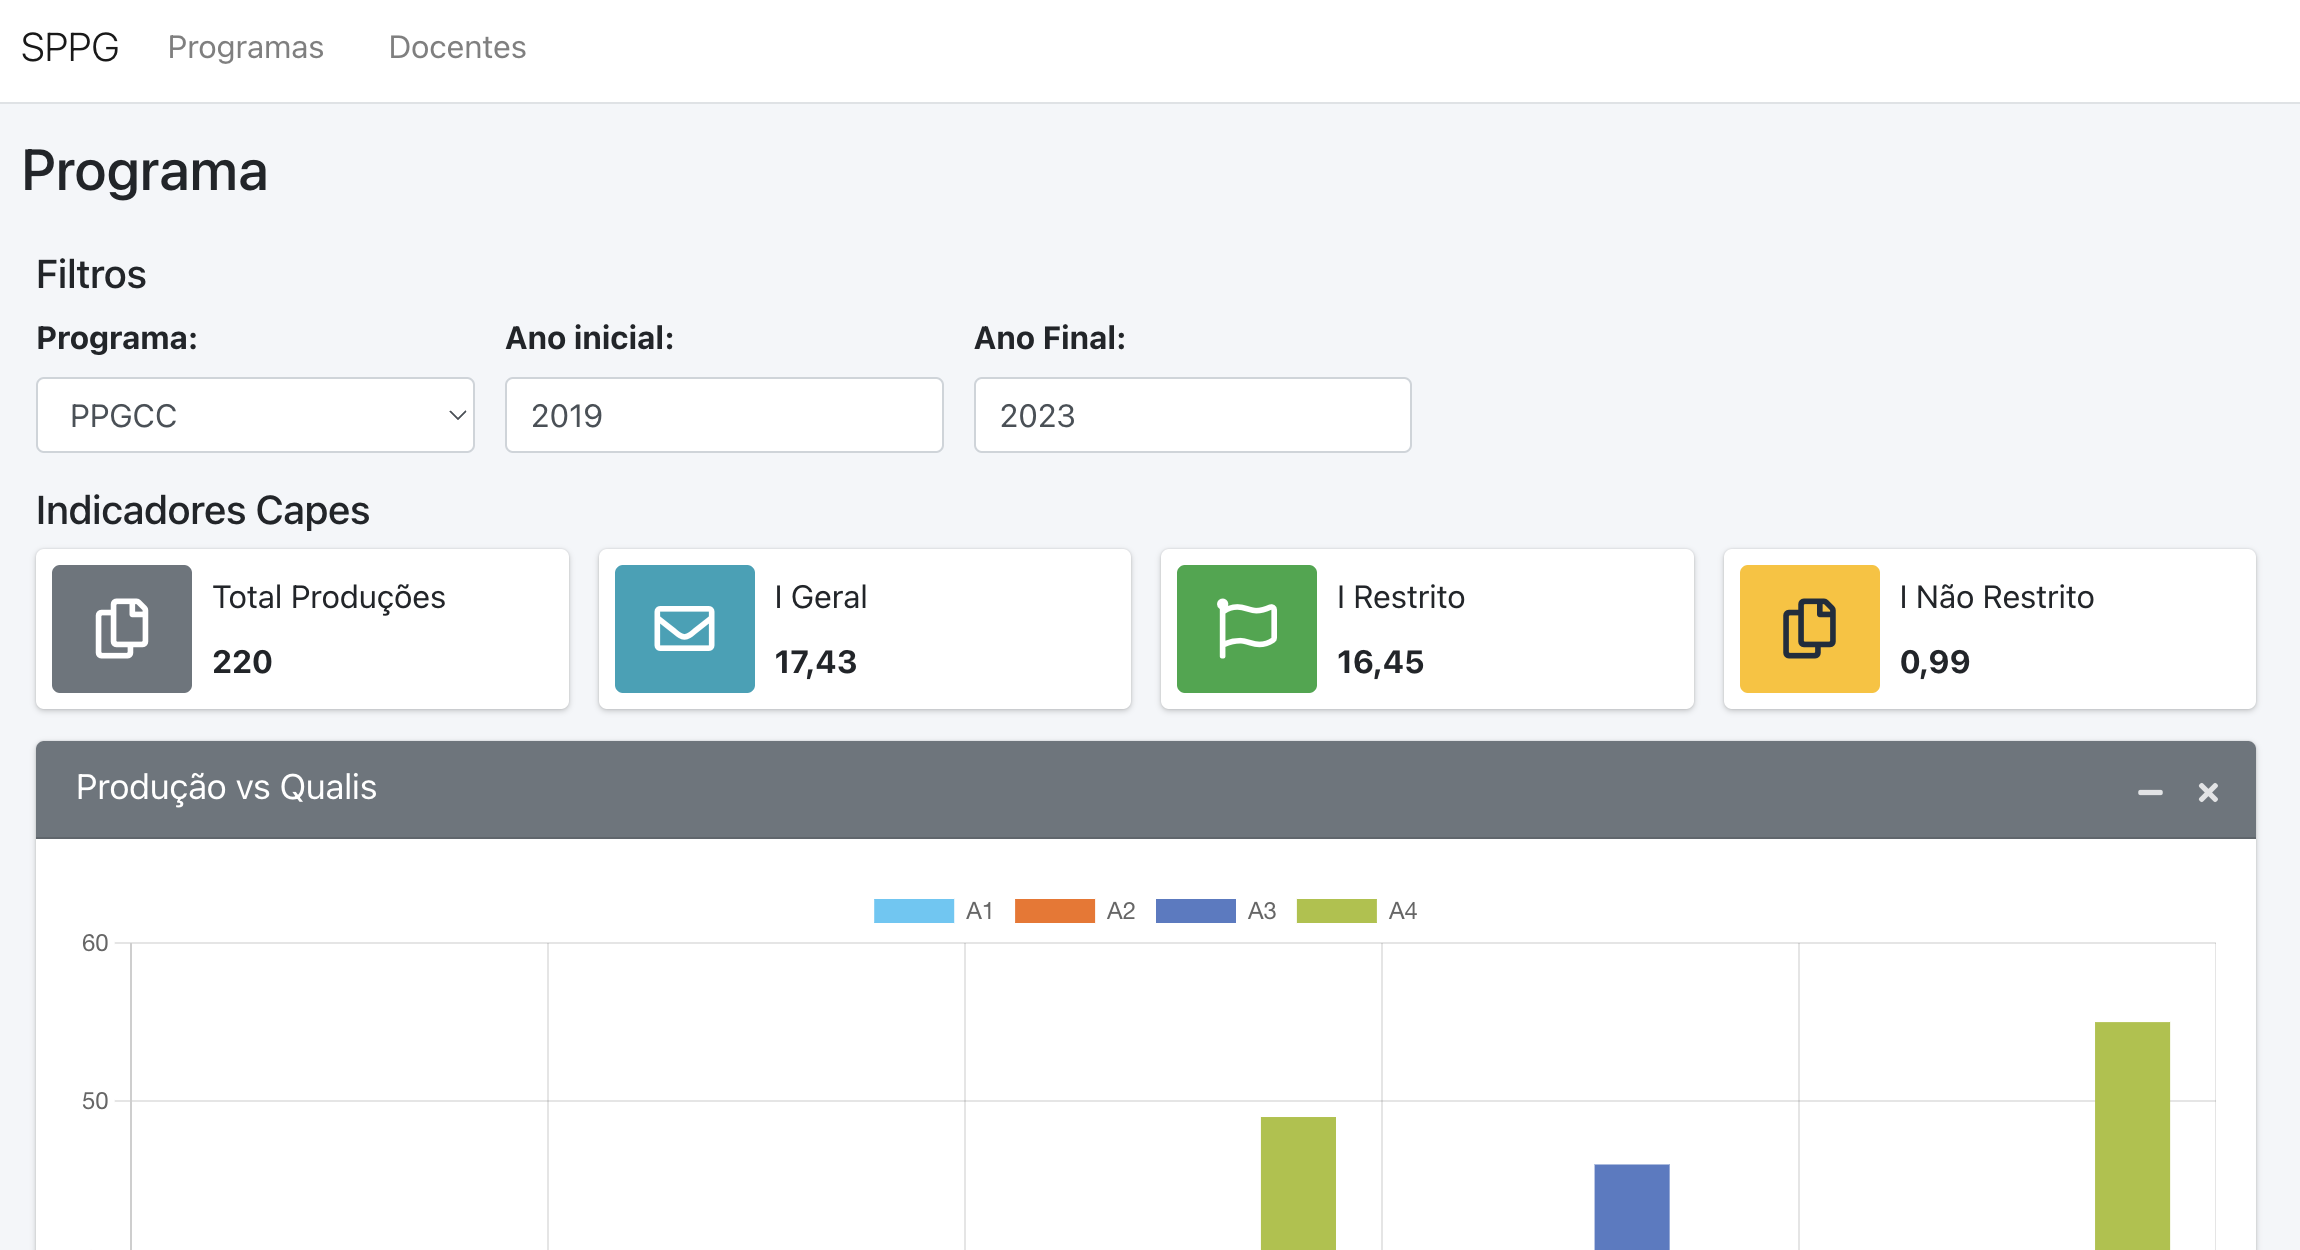 SPPG Programas Docentes
Programa
Filtros
Programa: Ano inicial: Ano Final:
PPGCC 2019 2023
Indicadores Capes
Total Produções
220
I Geral
17,43
I Restrito
16,45
I Não Restrito
0,99
Produção vs Qualis
A1 A2 A3 A4
60
50